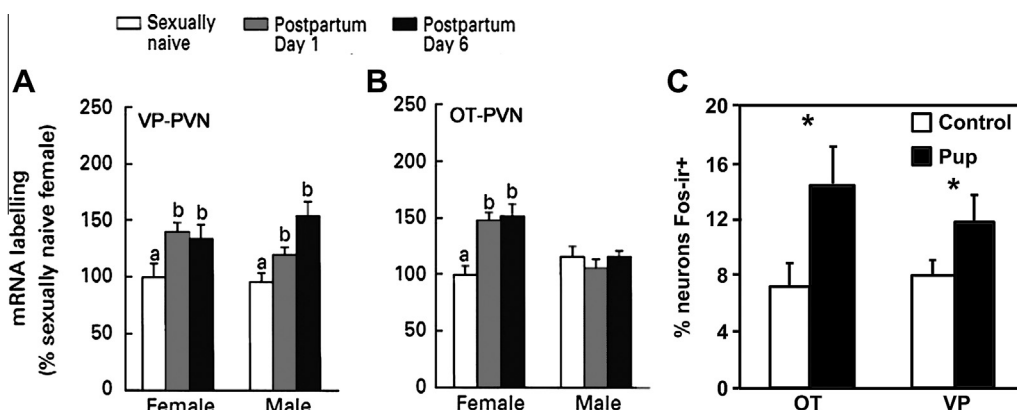 Sexually naive
Postpartum Day 1
Postpartum Day 6
A
VP-PVN
mRNA labelling
(% sexually naive female)
250
200
150
100
50
0
a
b
b
a
b
b
Female
Male
B
OT-PVN
250
200
150
100
50
0
a
b
b
Female
Male
C
% neurons Fos-ir+
20
16
12
8
4
0
*
*
Control
Pup
OT
VP